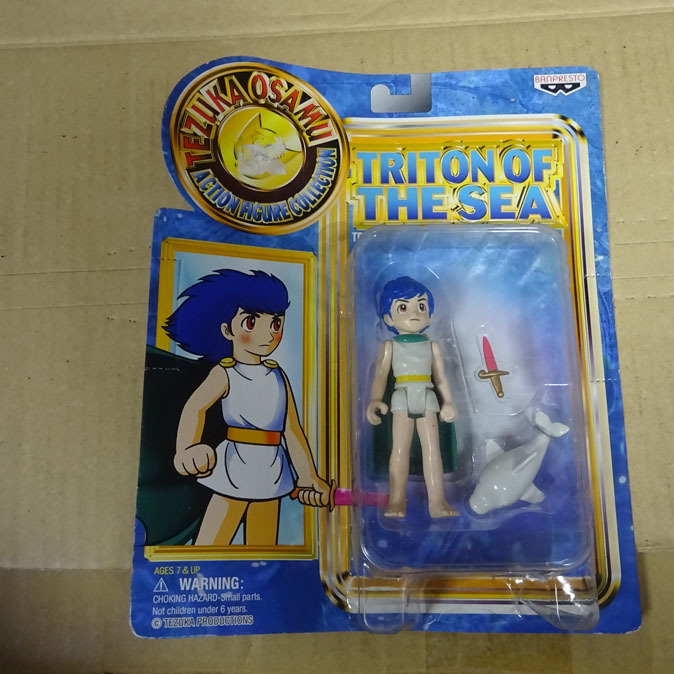 BANPRESTO
TEZUKA OSAMU
ACTION FIGURE COLLECTION
TRITON OF
THE SEA
AGES 7 & UP
WARNING:
CHOKING HAZARD-Small parts.
Not children under 6 years.
© TEZUKA PRODUCTIONS